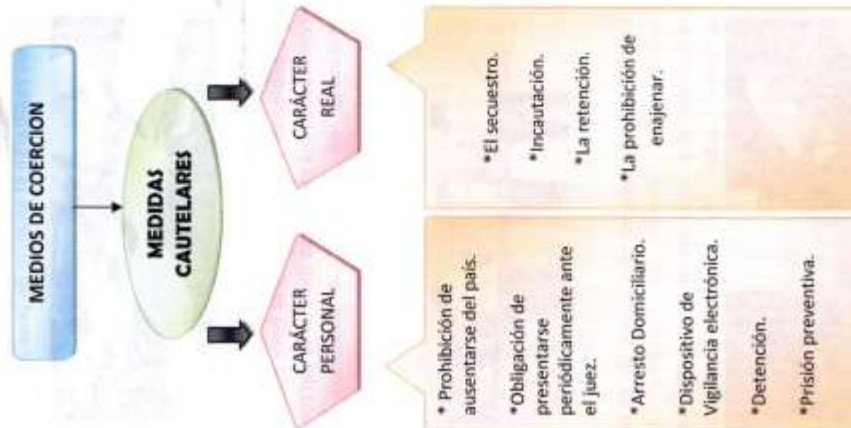 MEDIOS DE COERCION
MEDIDAS
CAUTELARES
CARÁCTER
PERSONAL
CARÁCTER
REAL
* Prohibición de
ausentarse del país.
*Obligación de
presentarse
periódicamente ante
el juez.
*Arresto Domiciliario.
*Dispositivo de
Vigilancia electrónica.
*Detención.
*Prisión preventiva.
*El secuestro.
*Incautación.
*La retención.
*La prohibición de
enajenar.